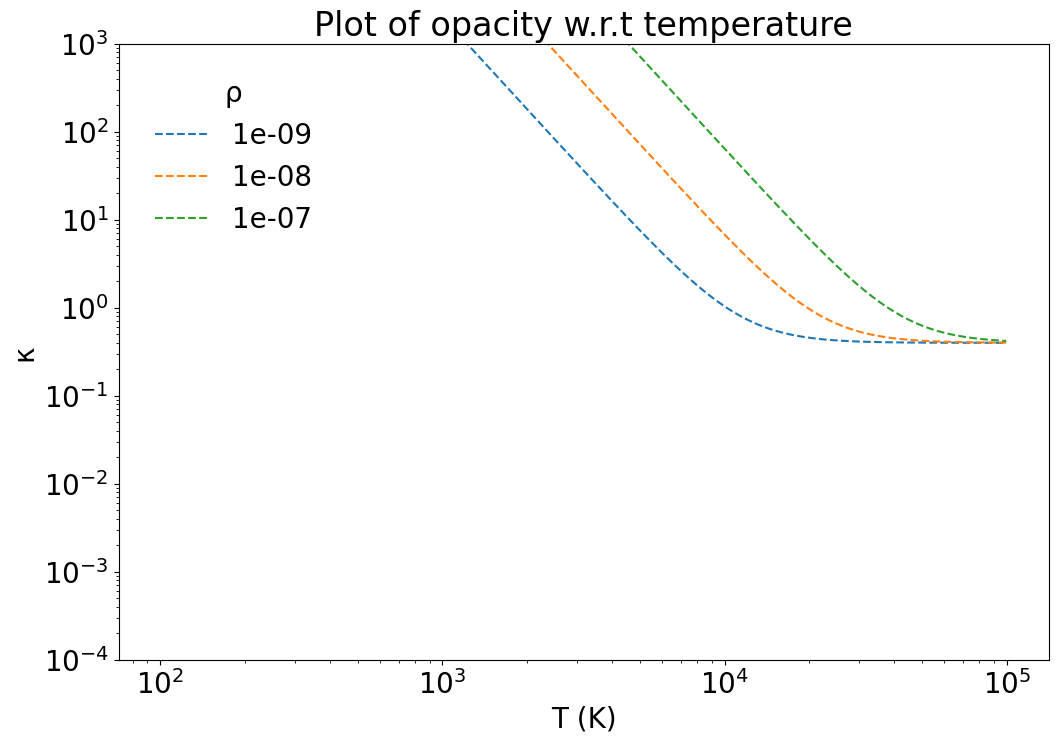 Plot of opacity w.r.t temperature
10³
10²
10¹
10⁰
10⁻¹
10⁻²
10⁻³
10⁻⁴
κ
ρ
1e-09
1e-08
1e-07
10² 10³ 10⁴ 10⁵
T (K)